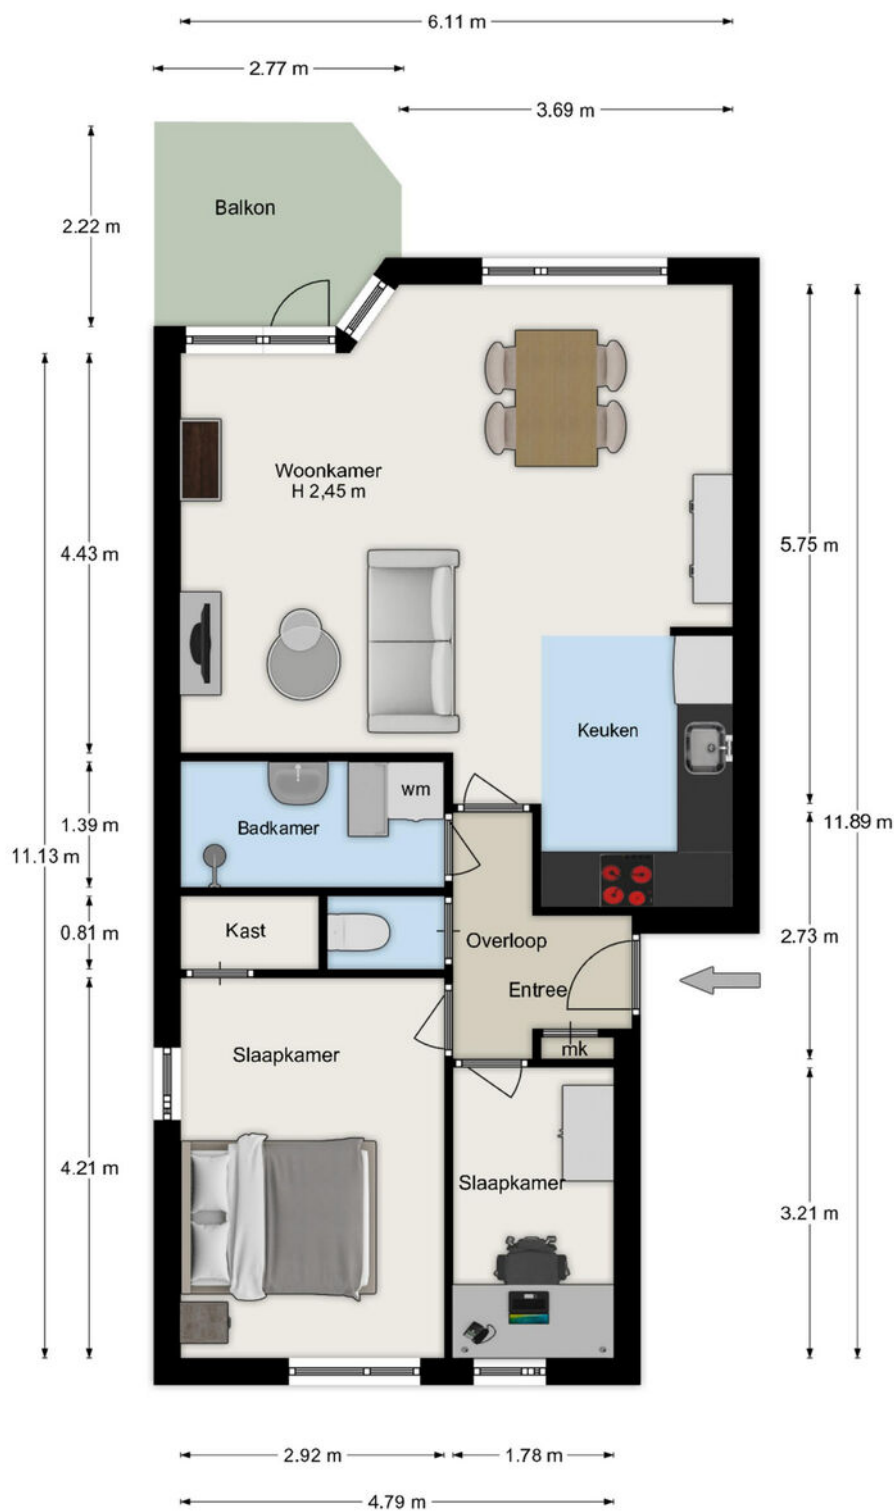 6.11 m
2.77 m
3.69 m
Balkon
2.22 m
Woonkamer
H 2,45 m
4.43 m
5.75 m
Keuken
wm
Badkamer
1.39 m
11.13 m
11.89 m
Kast
0.81 m
Overloop
2.73 m
Entree
mk
Slaapkamer
4.21 m
Slaapkamer
3.21 m
2.92 m
1.78 m
4.79 m